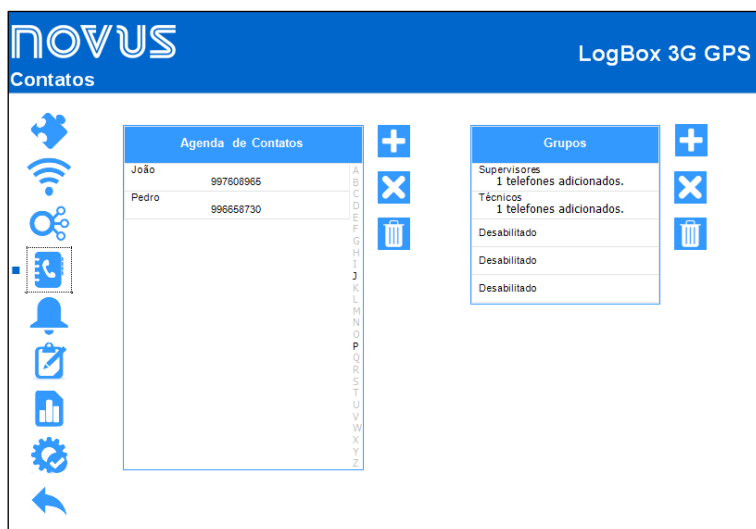 NOVUS
LogBox 3G GPS
Contatos
Agenda de Contatos
João
997608965
Pedro
996658730
A
B
C
D
E
F
G
H
I
J
K
L
M
N
O
P
Q
R
S
T
U
V
W
X
Y
Z
Grupos
Supervisores
1 telefones adicionados.
Técnicos
1 telefones adicionados.
Desabilitado
Desabilitado
Desabilitado